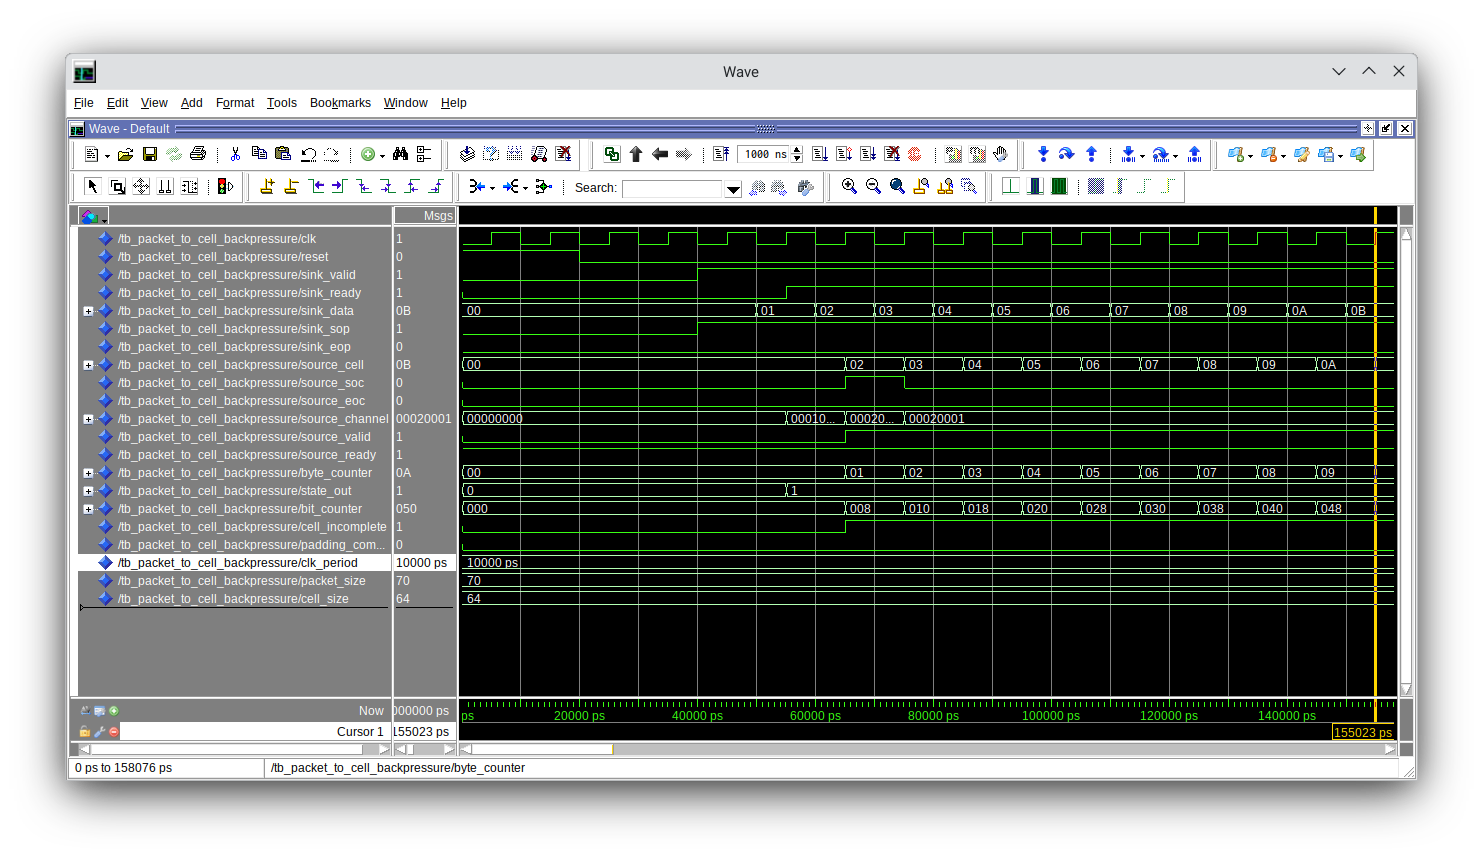 Wave
File Edit View Add Format Tools Bookmarks Window Help
Wave - Default
1000 ns
Search:
Msgs
/tb_packet_to_cell_backpressure/clk 1
/tb_packet_to_cell_backpressure/reset 0
/tb_packet_to_cell_backpressure/sink_valid 1
/tb_packet_to_cell_backpressure/sink_ready 1
/tb_packet_to_cell_backpressure/sink_data 0B 00 01 02 03 04 05 06 07 08 09 0A 0B
/tb_packet_to_cell_backpressure/sink_sop 1
/tb_packet_to_cell_backpressure/sink_eop 0
/tb_packet_to_cell_backpressure/source_cell 0B 00 02 03 04 05 06 07 08 09 0A
/tb_packet_to_cell_backpressure/source_soc 0
/tb_packet_to_cell_backpressure/source_eoc 0
/tb_packet_to_cell_backpressure/source_channel 00020001 00000000 00010... 00020... 00020001
/tb_packet_to_cell_backpressure/source_valid 1
/tb_packet_to_cell_backpressure/source_ready 1
/tb_packet_to_cell_backpressure/byte_counter 0A 00 01 02 03 04 05 06 07 08 09
/tb_packet_to_cell_backpressure/state_out 1 0 1
/tb_packet_to_cell_backpressure/bit_counter 050 000 008 010 018 020 028 030 038 040 048
/tb_packet_to_cell_backpressure/cell_incomplete 1
/tb_packet_to_cell_backpressure/padding_com... 0
/tb_packet_to_cell_backpressure/clk_period 10000 ps 10000 ps
/tb_packet_to_cell_backpressure/packet_size 70 70
/tb_packet_to_cell_backpressure/cell_size 64 64
Now 000000 ps ps 20000 ps 40000 ps 60000 ps 80000 ps 100000 ps 120000 ps 140000 ps
Cursor 1 155023 ps 155023 ps
0 ps to 158076 ps /tb_packet_to_cell_backpressure/byte_counter